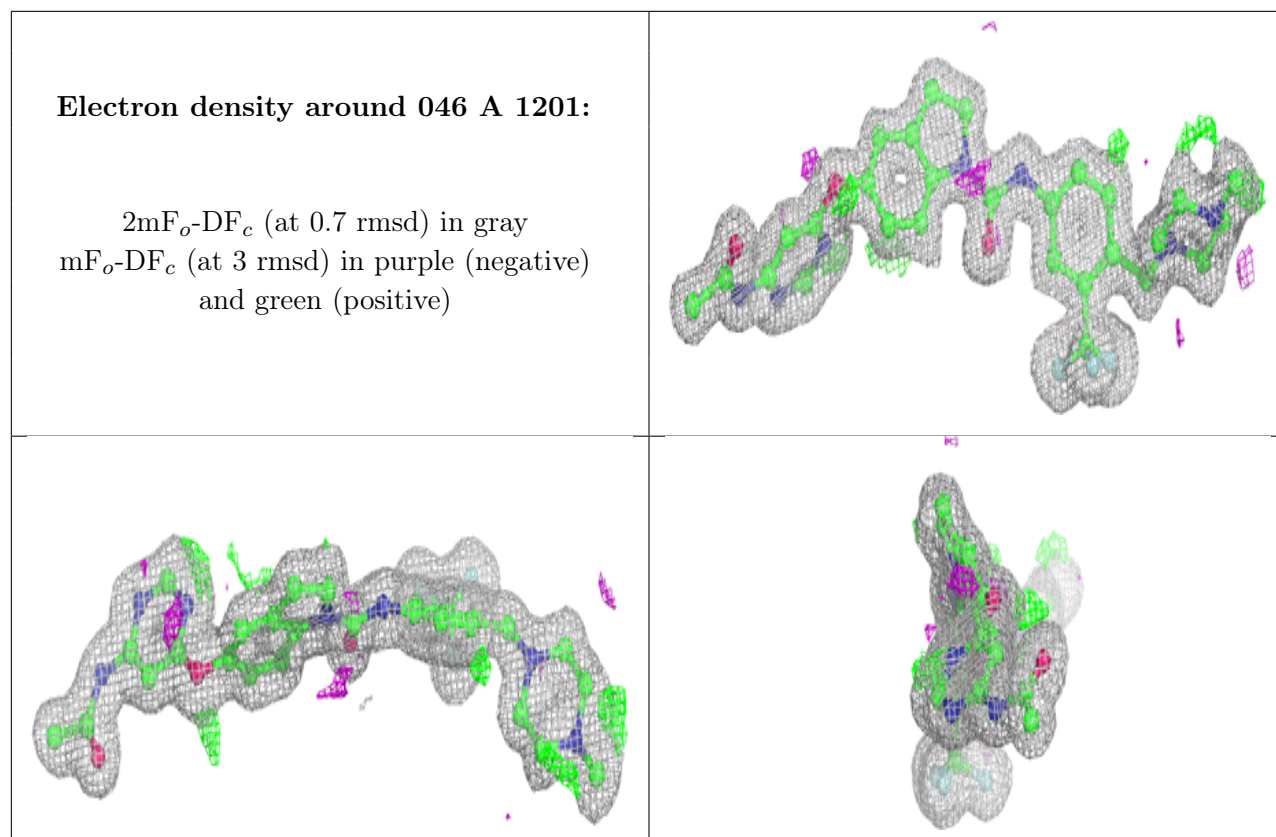 Electron density around 046 A 1201:
2mFₒ-DF𝒸 (at 0.7 rmsd) in gray
mFₒ-DF𝒸 (at 3 rmsd) in purple (negative)
and green (positive)